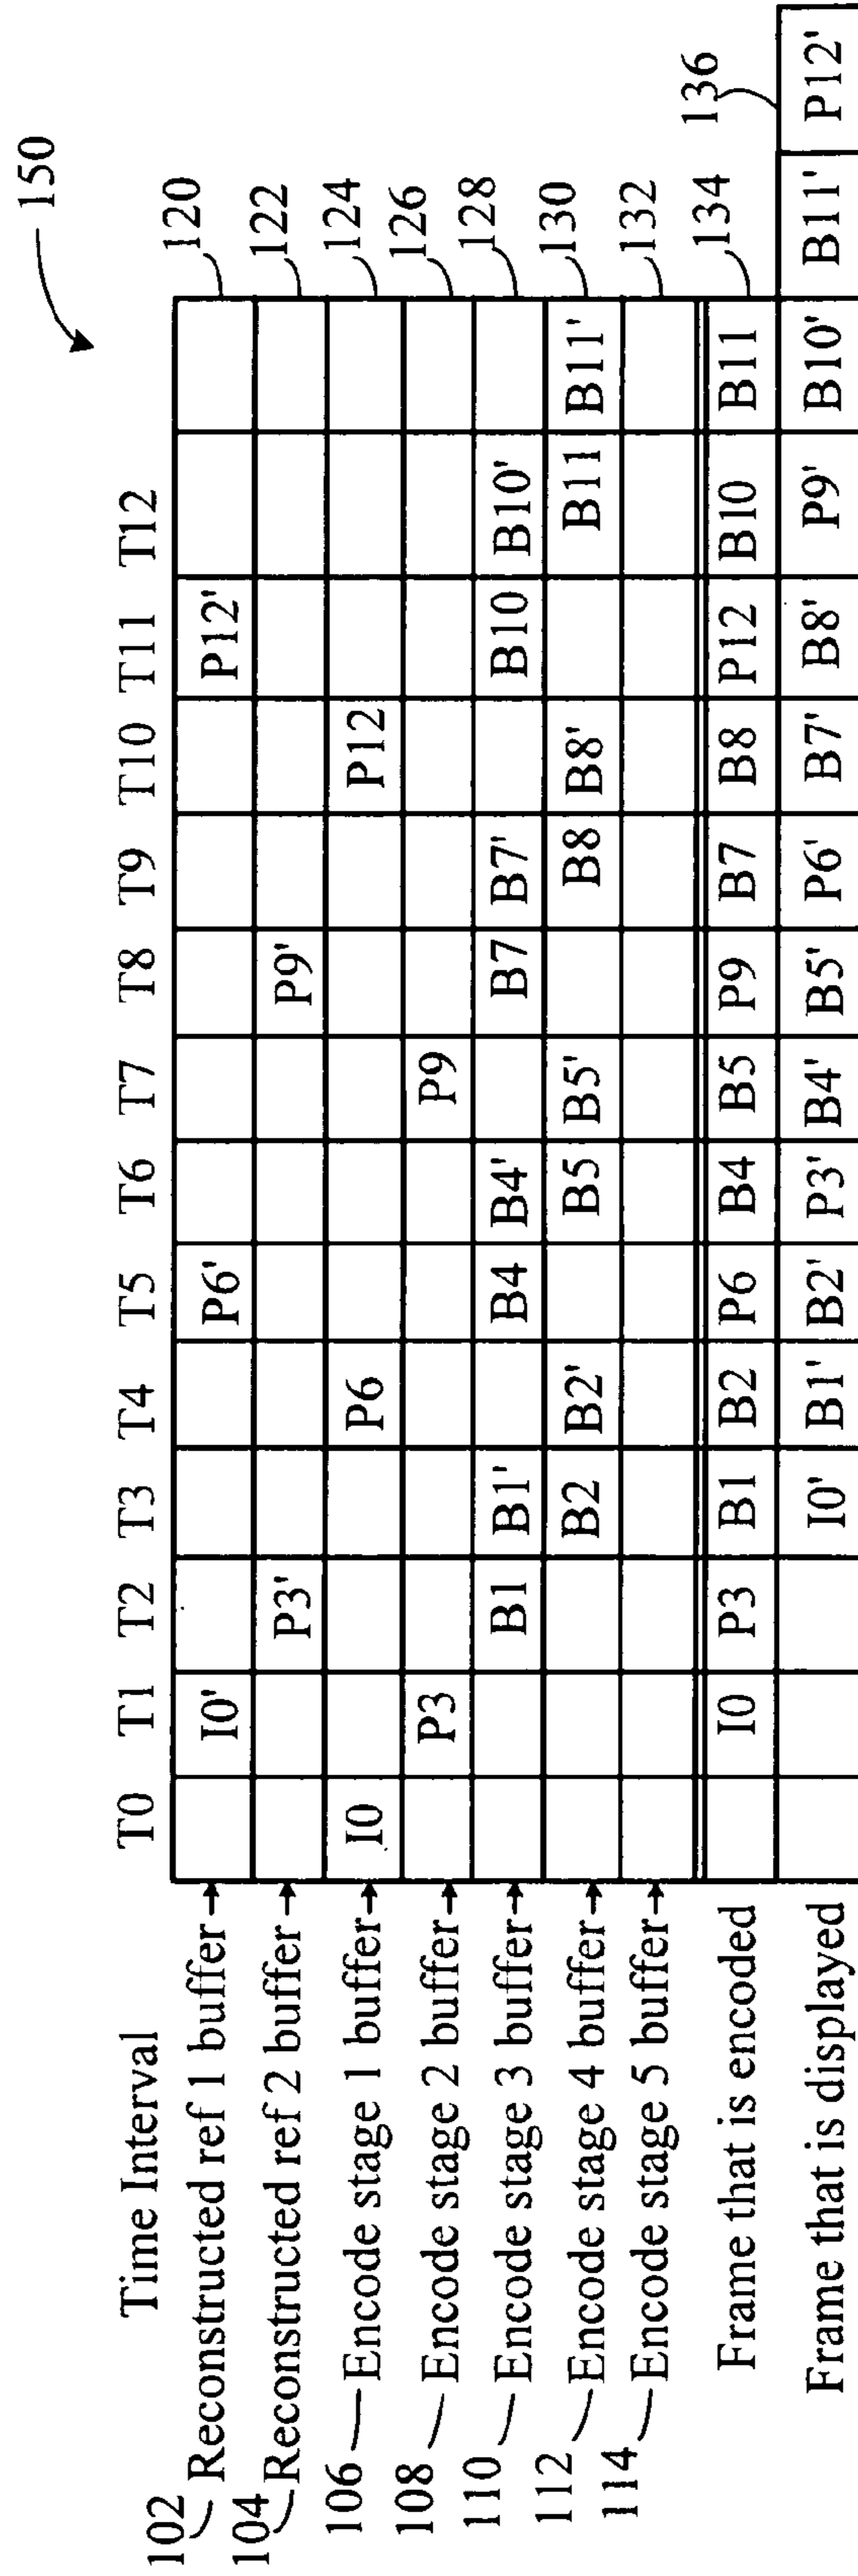 150
Time Interval T0 T1 T2 T3 T4 T5 T6 T7 T8 T9 T10 T11 T12
102 Reconstructed ref 1 buffer I0' P6' P12' 120
104 Reconstructed ref 2 buffer P3' P9' 122
106 Encode stage 1 buffer I0 P6 P12 124
108 Encode stage 2 buffer P3 P9 126
110 Encode stage 3 buffer B1 B1' B4 B4' B7 B7' B10 B10' 128
112 Encode stage 4 buffer B2 B2' B5 B5' B8 B8' B11 B11' 130
114 Encode stage 5 buffer 132
Frame that is encoded I0 P3 B1 B2 P6 B4 B5 P9 B7 B8 P12 B10 B11 134
Frame that is displayed I0' B1' B2' P3' B4' B5' P6' B7' B8' P9' B10' B11' P12' 136